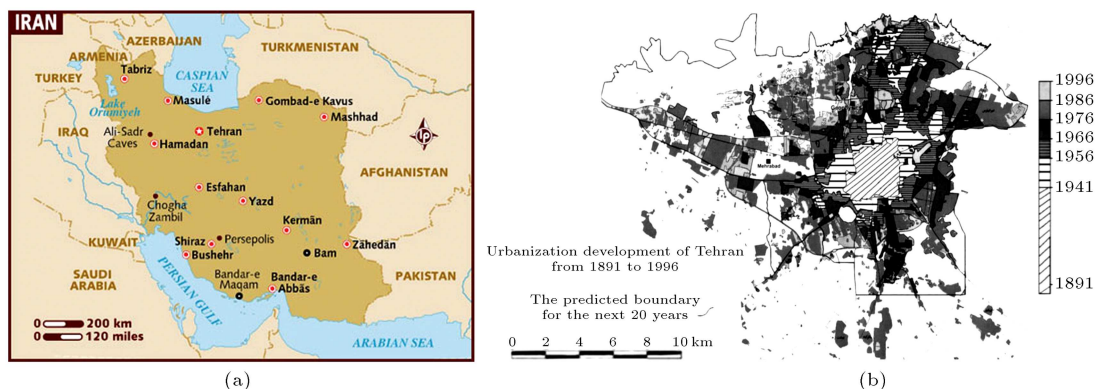 IRAN
AZERBAIJAN
ARMENIA
TURKMENISTAN
TURKEY
Tabriz
CASPIAN
SEA
Lake
Orumiyeh
Masulé
Gombad-e Kavus
Mashhad
IRAQ
Ali-Sadr
Caves
Tehran
Hamadan
AFGHANISTAN
Esfahan
Yazd
Chogha
Zambil
Kermān
KUWAIT
Shiraz
Persepolis
Bushehr
Zāhedān
Bam
SAUDI
ARABIA
PERSIAN GULF
Bandar-e
Maqam
Bandar-e
Abbās
PAKISTAN
0 200 km
0 120 miles
ARABIAN SEA
lp
(a)
Mehrabad
1996
1986
1976
1966
1956
1941
1891
Urbanization development of Tehran
from 1891 to 1996
The predicted boundary
for the next 20 years
0 2 4 6 8 10 km
(b)